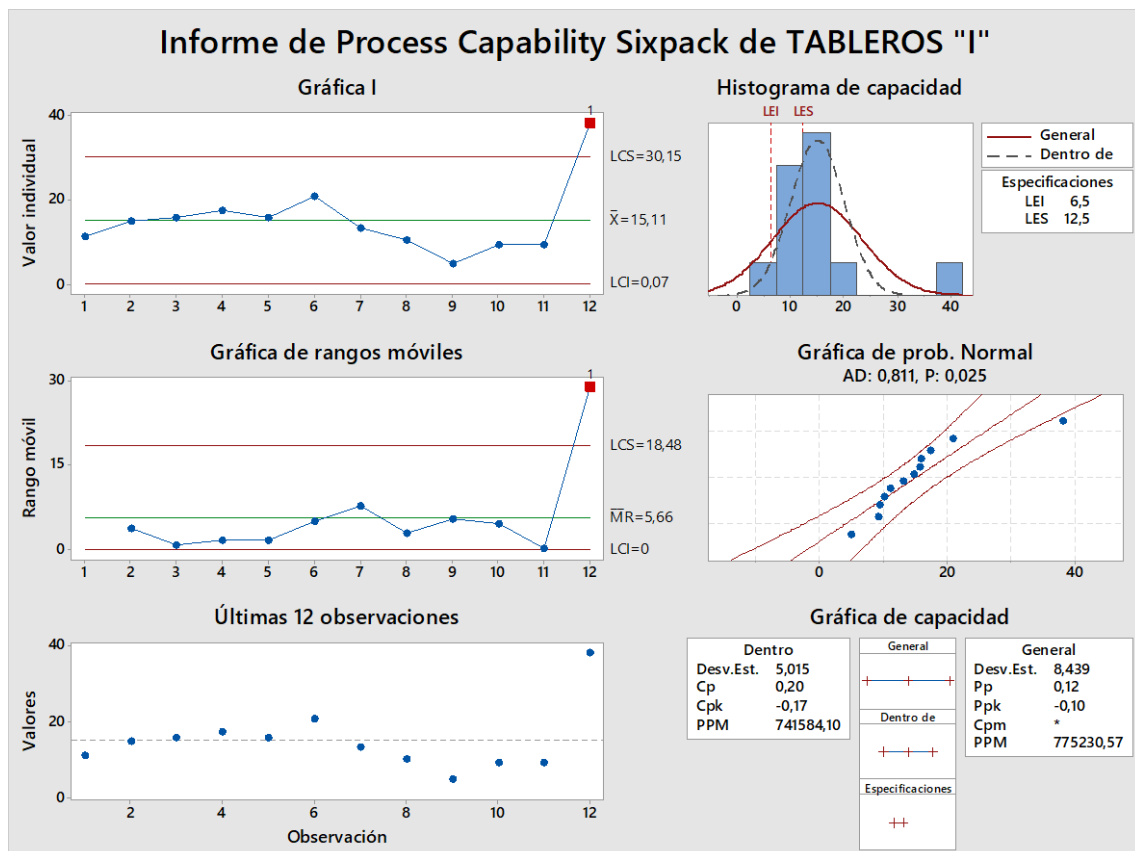 Informe de Process Capability Sixpack de TABLEROS "I"
Gráfica I
Valor individual
40
20
0
1
LCS=30,15
X̅=15,11
LCI=0,07
1 2 3 4 5 6 7 8 9 10 11 12
Histograma de capacidad
LEI LES
0 10 20 30 40
General
Dentro de
Especificaciones
LEI 6,5
LES 12,5
Gráfica de rangos móviles
Rango móvil
30
15
0
1
LCS=18,48
M̅R=5,66
LCI=0
1 2 3 4 5 6 7 8 9 10 11 12
Gráfica de prob. Normal
AD: 0,811, P: 0,025
0 20 40
Últimas 12 observaciones
Valores
40
20
0
2 4 6 8 10 12
Observación
Gráfica de capacidad
Dentro
Desv.Est. 5,015
Cp 0,20
Cpk -0,17
PPM 741584,10
General
Dentro de
Especificaciones
General
Desv.Est. 8,439
Pp 0,12
Ppk -0,10
Cpm *
PPM 775230,57